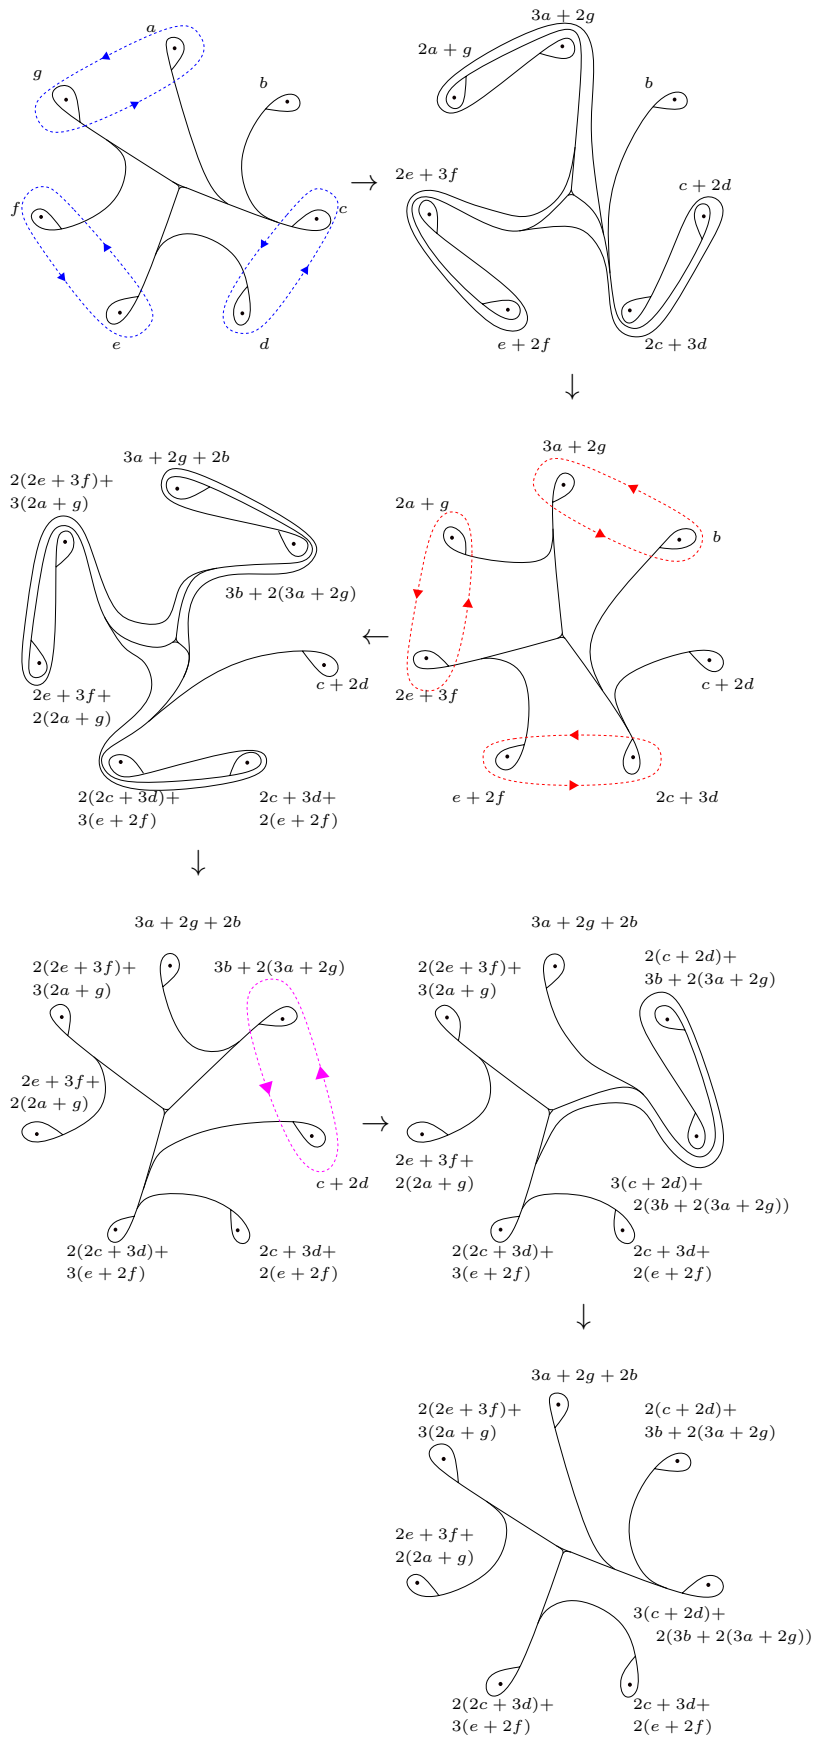 a
g
b
f
c
e
d
→
3a + 2g
2a + g
b
2e + 3f
c + 2d
e + 2f
2c + 3d
↓
3a + 2g
2a + g
b
2e + 3f
c + 2d
e + 2f
2c + 3d
←
3a + 2g + 2b
2(2e + 3f)+
3(2a + g)
3b + 2(3a + 2g)
2e + 3f+
2(2a + g)
c + 2d
2(2c + 3d)+
3(e + 2f)
2c + 3d+
2(e + 2f)
↓
3a + 2g + 2b
2(2e + 3f)+
3(2a + g)
3b + 2(3a + 2g)
2e + 3f+
2(2a + g)
c + 2d
2(2c + 3d)+
3(e + 2f)
2c + 3d+
2(e + 2f)
→
3a + 2g + 2b
2(2e + 3f)+
3(2a + g)
2(c + 2d)+
3b + 2(3a + 2g)
2e + 3f+
2(2a + g)
3(c + 2d)+
2(3b + 2(3a + 2g))
2(2c + 3d)+
3(e + 2f)
2c + 3d+
2(e + 2f)
↓
3a + 2g + 2b
2(2e + 3f)+
3(2a + g)
2(c + 2d)+
3b + 2(3a + 2g)
2e + 3f+
2(2a + g)
3(c + 2d)+
2(3b + 2(3a + 2g))
2(2c + 3d)+
3(e + 2f)
2c + 3d+
2(e + 2f)